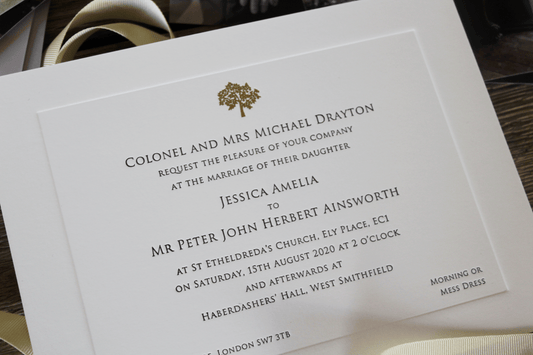 Colonel and Mrs Michael Drayton
request the pleasure of your company
at the marriage of their daughter
Jessica Amelia
to
Mr Peter John Herbert Ainsworth
at St Etheldreda's Church, Ely Place, EC1
on Saturday, 15th August 2020 at 2 o'clock
and afterwards at
Haberdashers' Hall, West Smithfield
Morning or
Mess Dress
London SW7 3TB